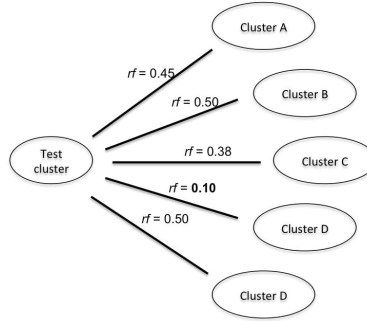 Cluster A
rf = 0.45
rf = 0.50
Cluster B
Test
cluster
rf = 0.38
Cluster C
rf = 0.10
Cluster D
rf = 0.50
Cluster D